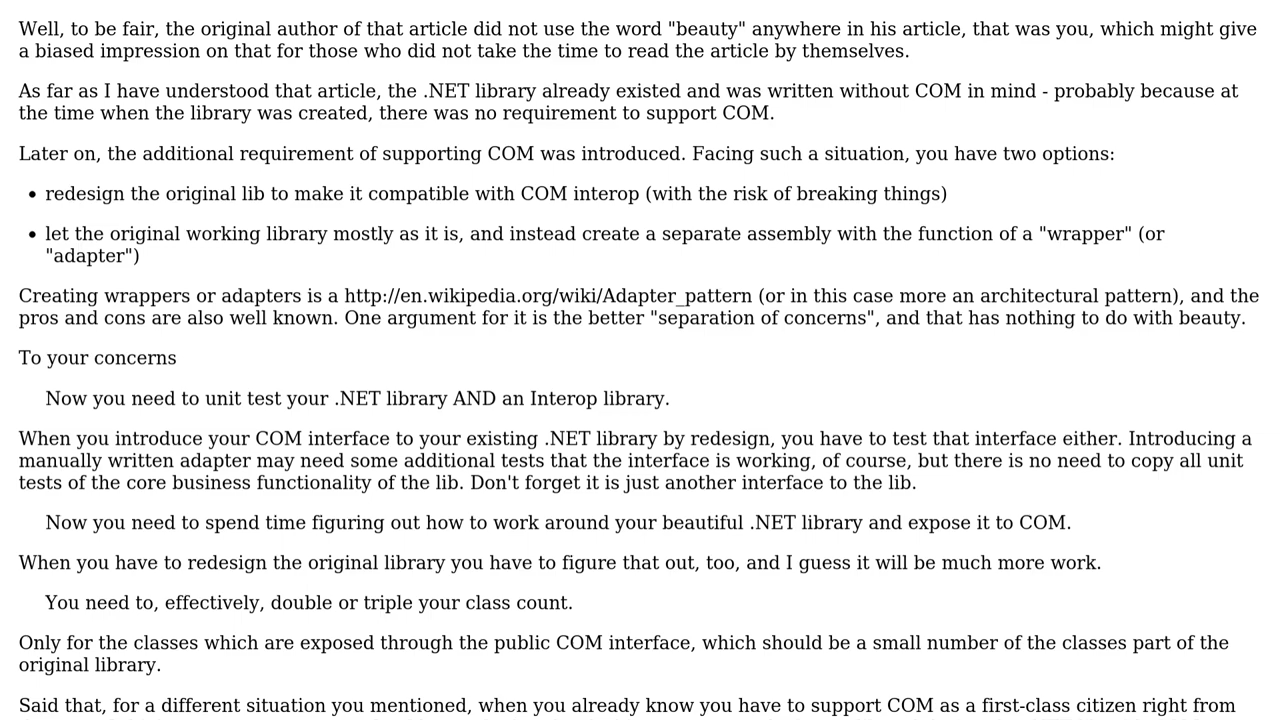 Well, to be fair, the original author of that article did not use the word "beauty" anywhere in his article, that was you, which might give
a biased impression on that for those who did not take the time to read the article by themselves.
As far as I have understood that article, the .NET library already existed and was written without COM in mind - probably because at
the time when the library was created, there was no requirement to support COM.
Later on, the additional requirement of supporting COM was introduced. Facing such a situation, you have two options:
• redesign the original lib to make it compatible with COM interop (with the risk of breaking things)
• let the original working library mostly as it is, and instead create a separate assembly with the function of a "wrapper" (or
"adapter")
Creating wrappers or adapters is a http://en.wikipedia.org/wiki/Adapter_pattern (or in this case more an architectural pattern), and the
pros and cons are also well known. One argument for it is the better "separation of concerns", and that has nothing to do with beauty.
To your concerns
Now you need to unit test your .NET library AND an Interop library.
When you introduce your COM interface to your existing .NET library by redesign, you have to test that interface either. Introducing a
manually written adapter may need some additional tests that the interface is working, of course, but there is no need to copy all unit
tests of the core business functionality of the lib. Don't forget it is just another interface to the lib.
Now you need to spend time figuring out how to work around your beautiful .NET library and expose it to COM.
When you have to redesign the original library you have to figure that out, too, and I guess it will be much more work.
You need to, effectively, double or triple your class count.
Only for the classes which are exposed through the public COM interface, which should be a small number of the classes part of the
original library.
Said that, for a different situation you mentioned, when you already know you have to support COM as a first-class citizen right from